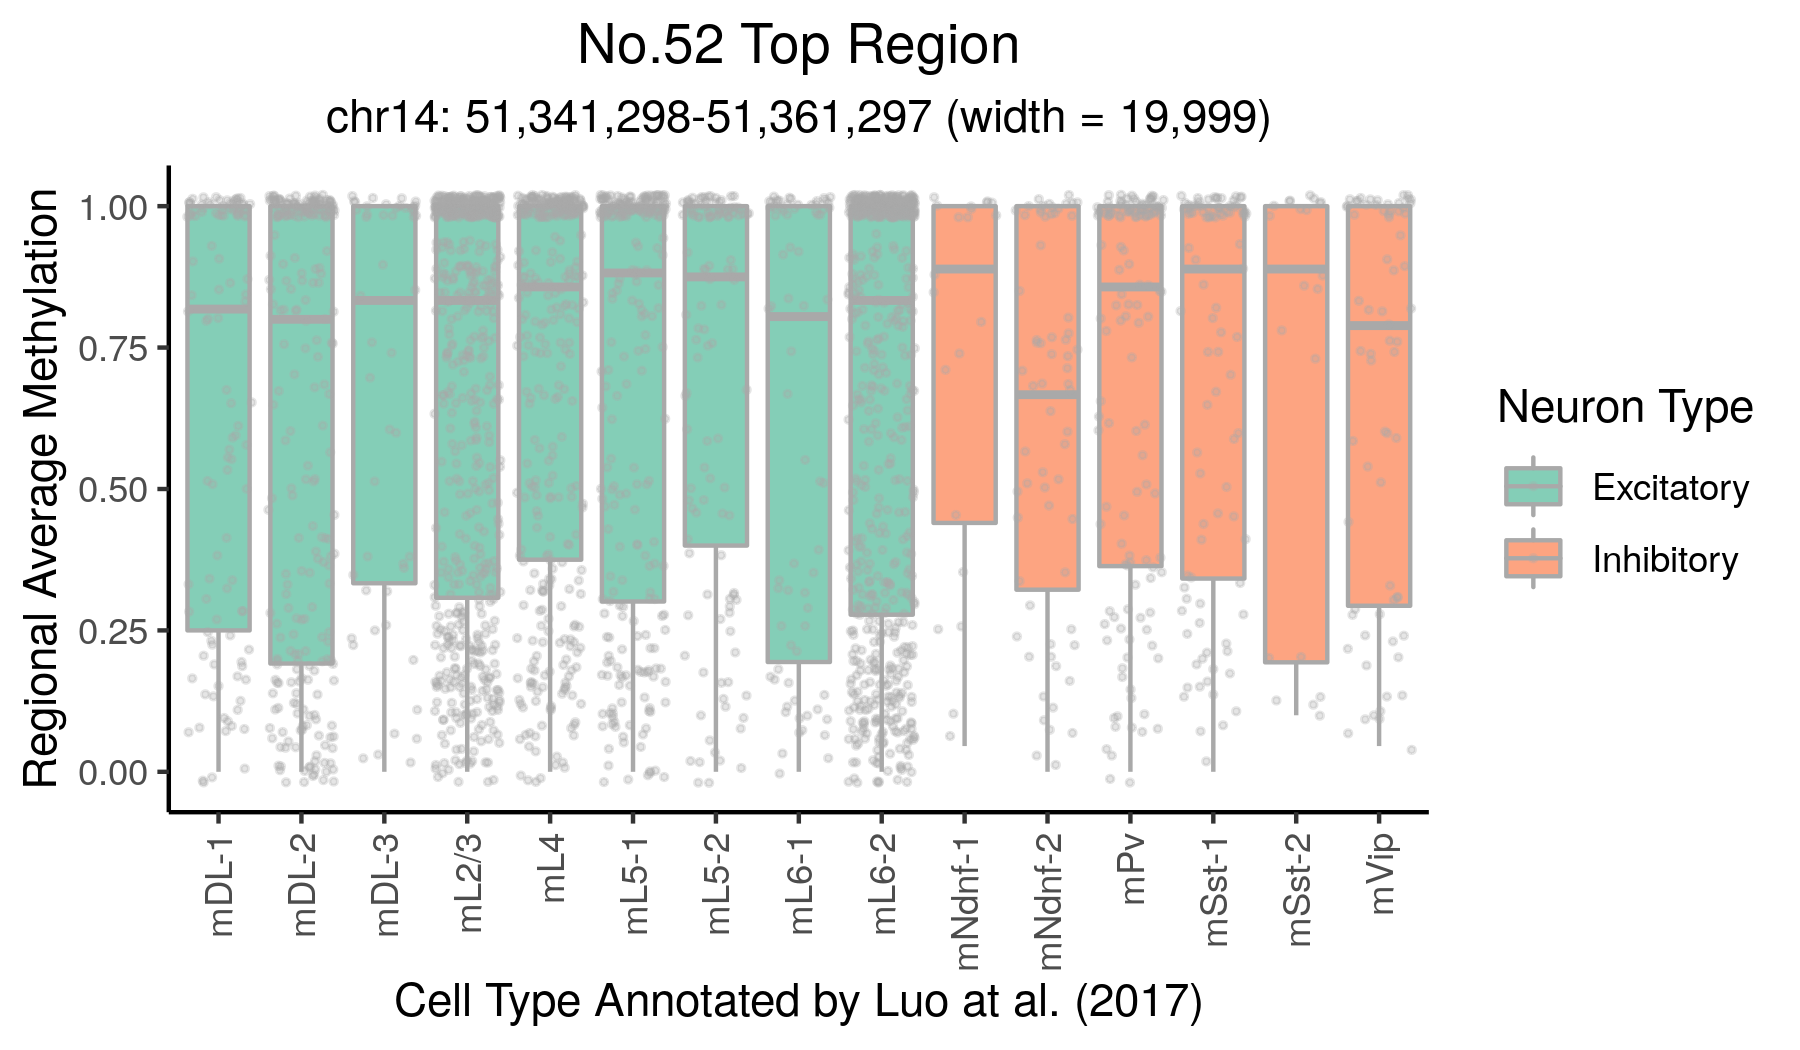 No.52 Top Region
chr14: 51,341,298-51,361,297 (width = 19,999)
Regional Average Methylation
1.00
0.75
0.50
0.25
0.00
mDL-1
mDL-2
mDL-3
mL2/3
mL4
mL5-1
mL5-2
mL6-1
mL6-2
mNdnf-1
mNdnf-2
mPv
mSst-1
mSst-2
mVip
Cell Type Annotated by Luo at al. (2017)
Neuron Type
Excitatory
Inhibitory